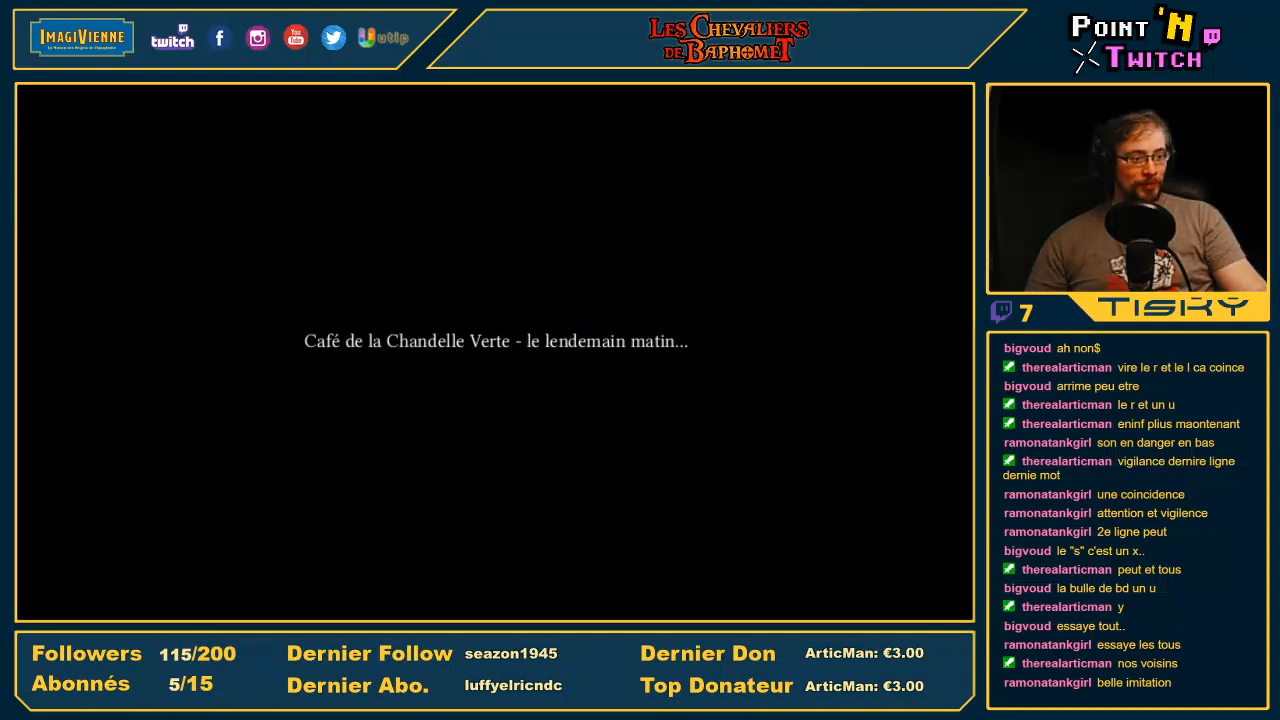 IMAGIVIENNE
twitch
utip
LES CHEVALIERS
DE BAPHOMET
POINT 'N
TWITCH
Café de la Chandelle Verte - le lendemain matin...
7
TISKY
bigvoud ah non$
therealarticman vire le r et le l ca coince
bigvoud arrime peu etre
therealarticman le r et un u
therealarticman eninf plius maontenant
ramonatankgirl son en danger en bas
therealarticman vigilance dernire ligne
dernie mot
ramonatankgirl une coincidence
ramonatankgirl attention et vigilence
ramonatankgirl 2e ligne peut
bigvoud le "s" c'est un x..
therealarticman peut et tous
bigvoud la bulle de bd un u
therealarticman y
bigvoud essaye tout..
ramonatankgirl essaye les tous
therealarticman nos voisins
ramonatankgirl belle imitation
Followers 115/200
Abonnés 5/15
Dernier Follow seazon1945
Dernier Abo. luffyelricndc
Dernier Don ArticMan: €3.00
Top Donateur ArticMan: €3.00